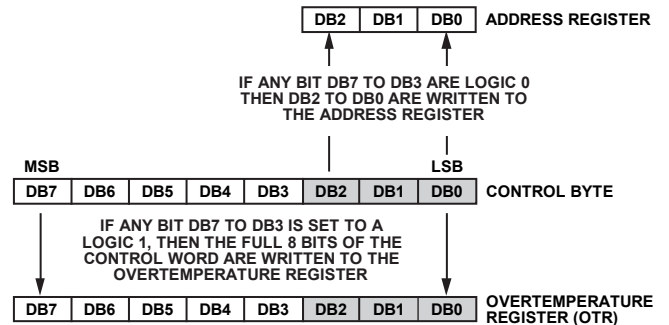 DB2 DB1 DB0 ADDRESS REGISTER
IF ANY BIT DB7 TO DB3 ARE LOGIC 0
THEN DB2 TO DB0 ARE WRITTEN TO
THE ADDRESS REGISTER
MSB LSB
DB7 DB6 DB5 DB4 DB3 DB2 DB1 DB0 CONTROL BYTE
IF ANY BIT DB7 TO DB3 IS SET TO A
LOGIC 1, THEN THE FULL 8 BITS OF THE
CONTROL WORD ARE WRITTEN TO THE
OVERTEMPERATURE REGISTER
DB7 DB6 DB5 DB4 DB3 DB2 DB1 DB0 OVERTEMPERATURE
REGISTER (OTR)